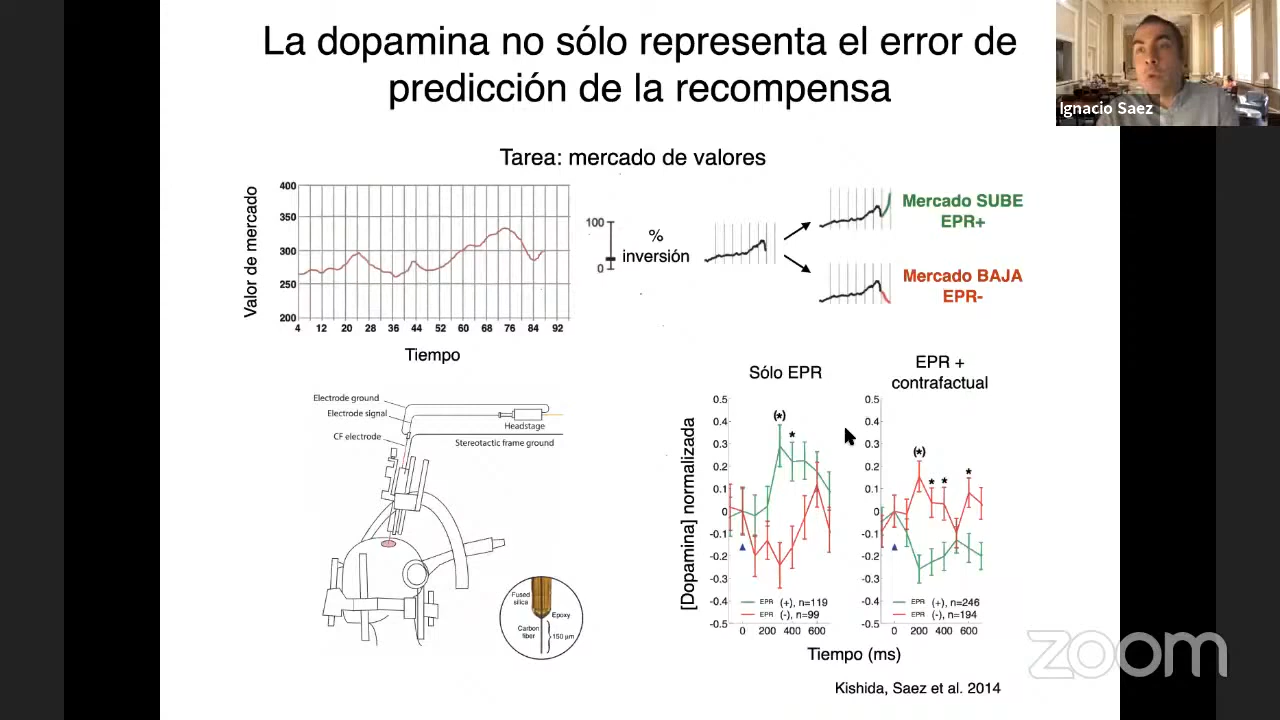 La dopamina no sólo representa el error de
predicción de la recompensa
Ignacio Saez
Tarea: mercado de valores
Valor de mercado
400
350
300
250
200
4 12 20 28 36 44 52 60 68 76 84 92
Tiempo
100
0
%
inversión
Mercado SUBE
EPR+
Mercado BAJA
EPR-
Electrode ground
Electrode signal
CF electrode
Headstage
Stereotactic frame ground
Fused
silica
Epoxy
Carbon
fiber
150 µm
[Dopamina] normalizada
Sólo EPR
0.5
0.4
0.3
0.2
0.1
0
-0.1
-0.2
-0.3
-0.4
-0.5
(*)
*
EPR (+), n=119
EPR (-), n=99
0 200 400 600
EPR +
contrafactual
0.5
0.4
0.3
0.2
0.1
0
-0.1
-0.2
-0.3
-0.4
-0.5
(*)
* * *
EPR (+), n=246
EPR (-), n=194
0 200 400 600
Tiempo (ms)
Kishida, Saez et al. 2014
zoom